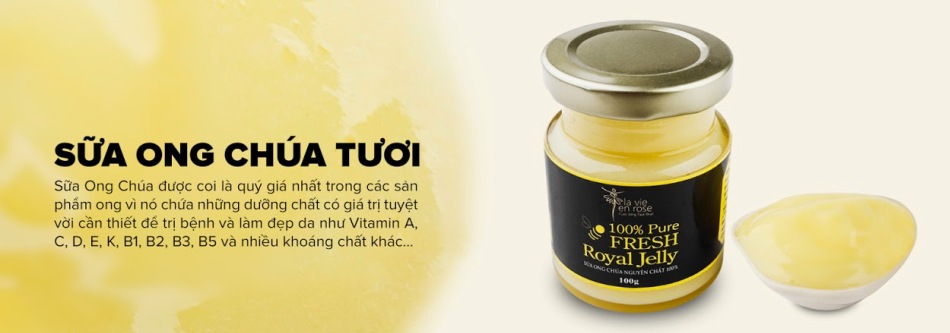 SỮA ONG CHÚA TƯƠI
Sữa Ong Chúa được coi là quý giá nhất trong các sản
phẩm ong vì nó chứa những dưỡng chất có giá trị tuyệt
vời cần thiết để trị bệnh và làm đẹp da như Vitamin A,
C, D, E, K, B1, B2, B3, B5 và nhiều khoáng chất khác...
la vie
en rose
100% Pure
FRESH
Royal Jelly
SỮA ONG CHÚA NGUYÊN CHẤT 100%
100g